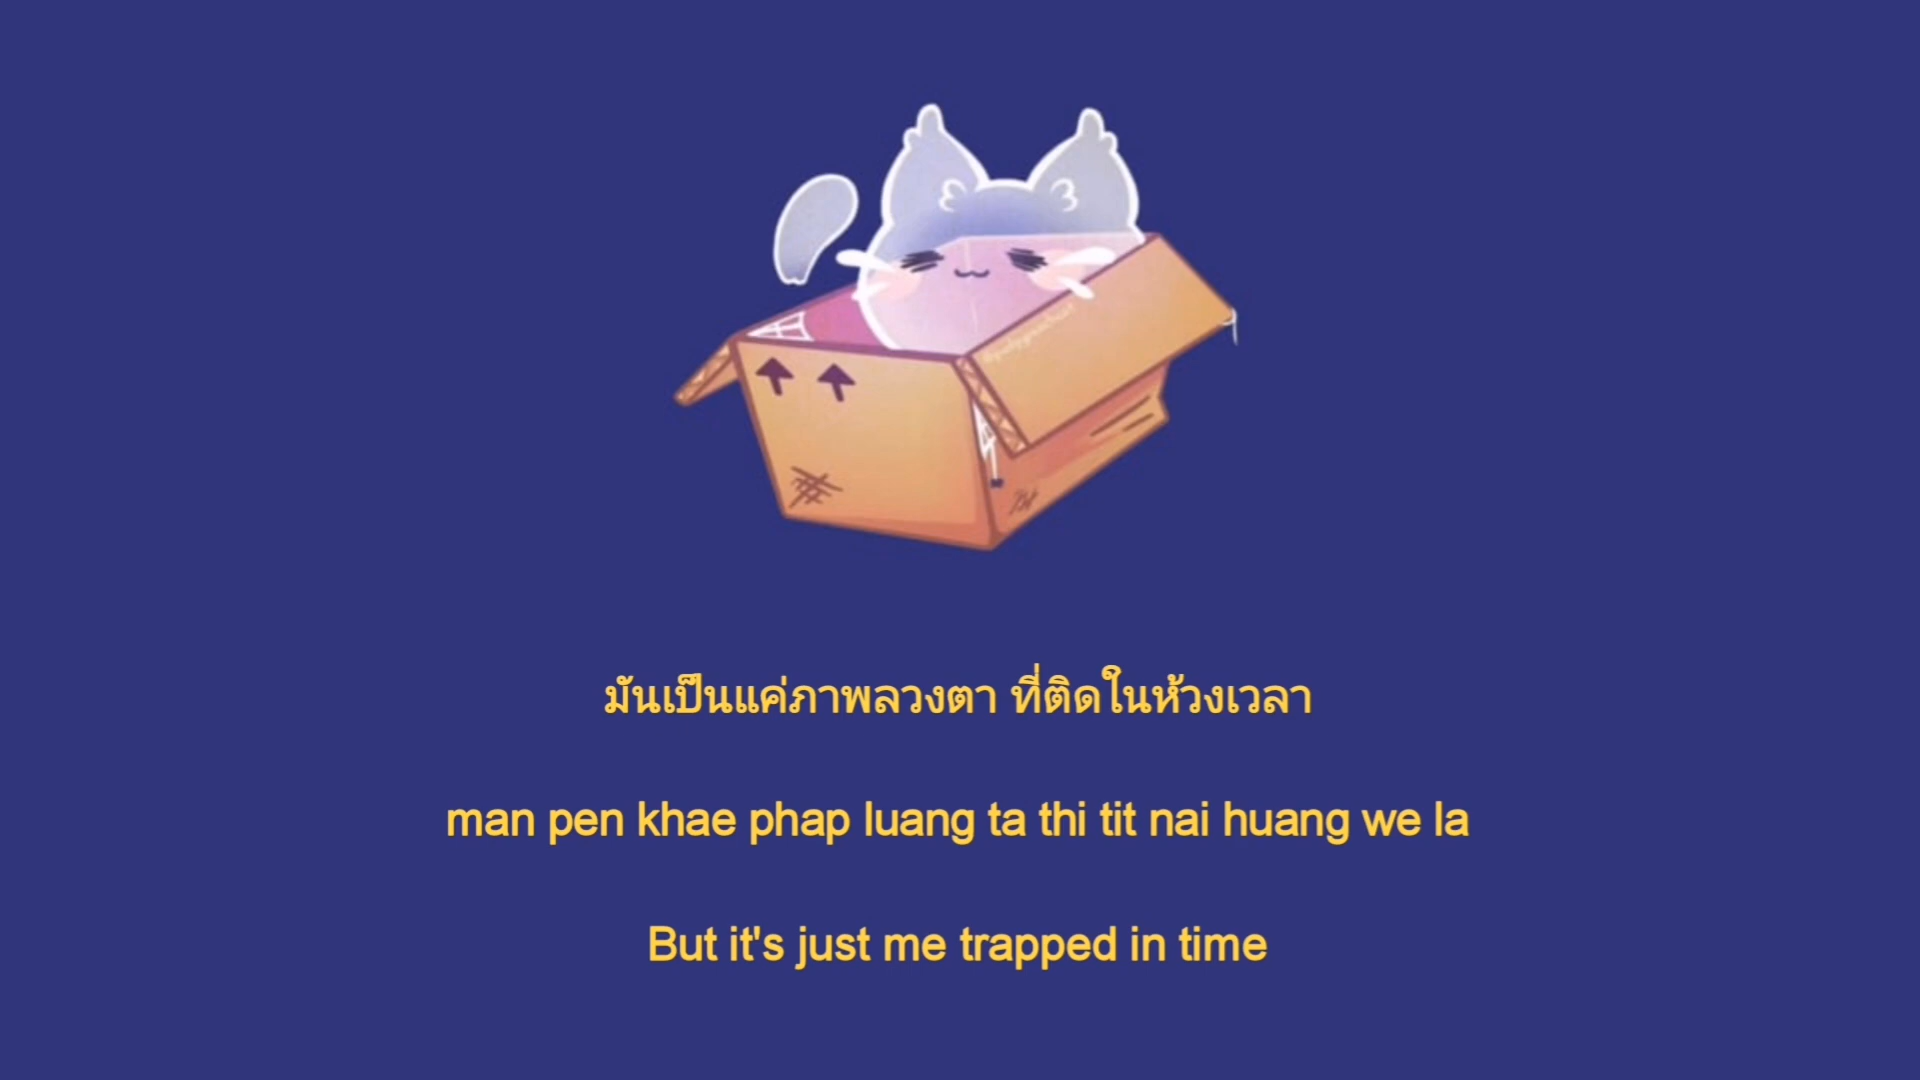 มันเป็นแค่ภาพลวงตา ที่ติดในห้วงเวลา
man pen khae phap luang ta thi tit nai huang we la
But it's just me trapped in time